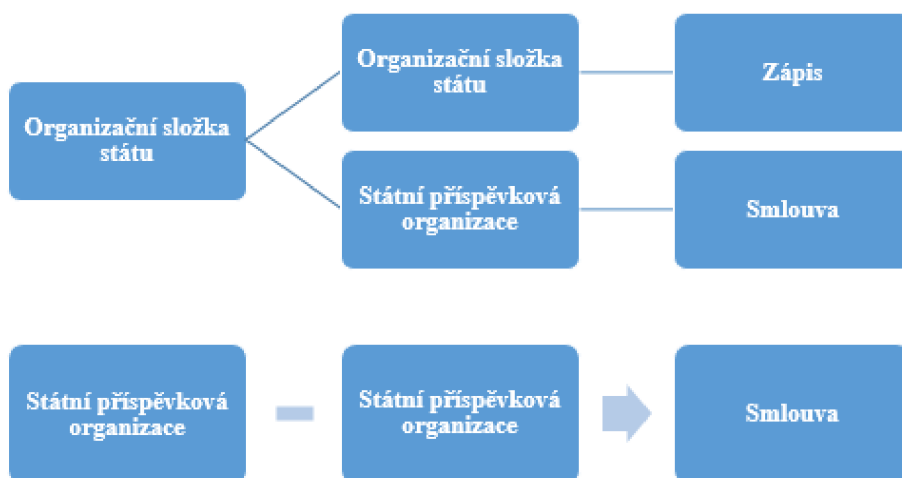 Organizační složka
státu
Zápis
Organizační složka
státu
Státní příspěvková
organizace
Smlouva
Státní příspěvková
organizace
Státní příspěvková
organizace
Smlouva